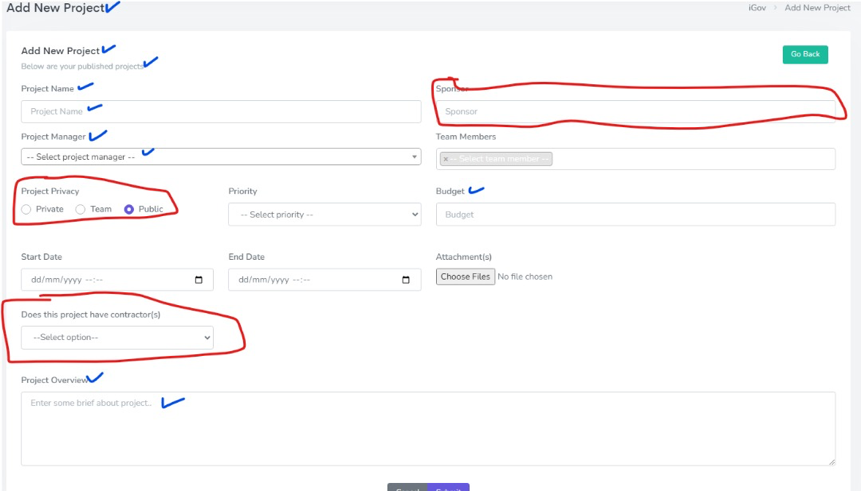 Add New Project
iGov > Add New Project
Add New Project
Go Back
Below are your published projects
Project Name
Sponsor
Project Name
Sponsor
Project Manager
Team Members
-- Select project manager --
× -- Select team member --
Project Privacy
Priority
Budget
Private Team Public
-- Select priority --
Budget
Start Date
End Date
Attachment(s)
dd/mm/yyyy --:--
dd/mm/yyyy --:--
Choose Files No file chosen
Does this project have contractor(s)
--Select option--
Project Overview
Enter some brief about project..